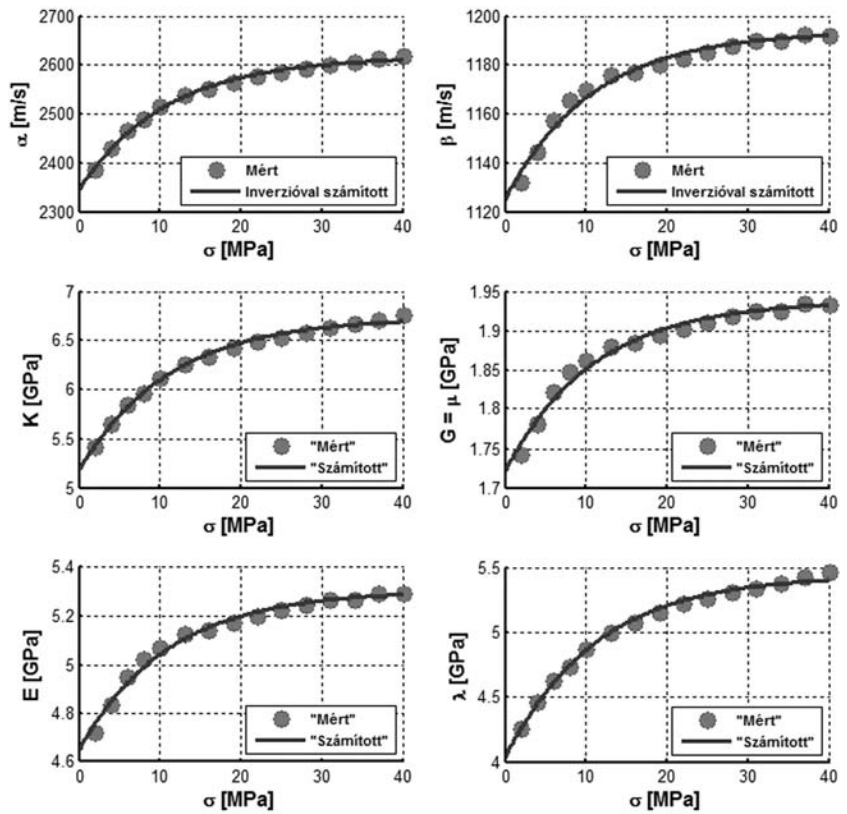 2700
2600
2500
2400
2300
α [m/s]
Mért
Inverzióval számított
0 10 20 30 40
σ [MPa]
1200
1180
1160
1140
1120
β [m/s]
Mért
Inverzióval számított
0 10 20 30 40
σ [MPa]
7
6.5
6
5.5
5
K [GPa]
"Mért"
"Számított"
0 10 20 30 40
σ [MPa]
1.95
1.9
1.85
1.8
1.75
1.7
G = μ [GPa]
"Mért"
"Számított"
0 10 20 30 40
σ [MPa]
5.4
5.2
5
4.8
4.6
E [GPa]
"Mért"
"Számított"
0 10 20 30 40
σ [MPa]
5.5
5
4.5
4
λ [GPa]
"Mért"
"Számított"
0 10 20 30 40
σ [MPa]